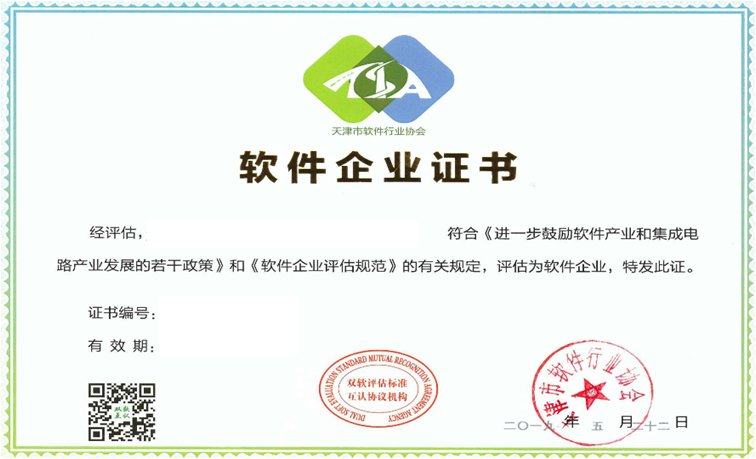 TSIA
天津市软件行业协会
软件企业证书
经评估， 符合《进一步鼓励软件产业和集成电
路产业发展的若干政策》和《软件企业评估规范》的有关规定，评估为软件企业，特发此证。
证书编号：
有效期：
DUAL SOFT EVALUATION STANDARD MUTUAL RECOGNITION AGREEMENT AGENCY
双软评估标准
互认协议机构
天津市软件行业协会
双软
互认
二〇一九年五月二十二日